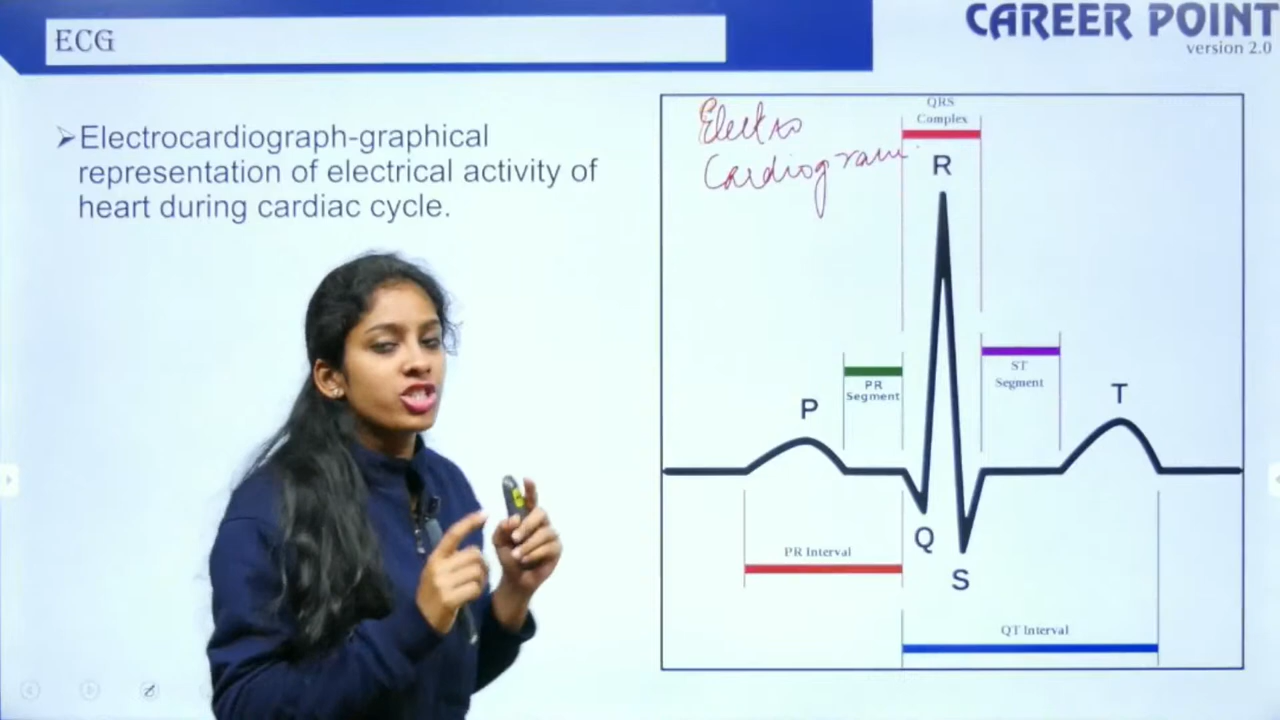 ECG
CAREER POINT
version 2.0
➢Electrocardiograph-graphical
representation of electrical activity of
heart during cardiac cycle.
Electro
Cardiogram
QRS
Complex
R
PR
Segment
ST
Segment
P
T
Q
S
PR Interval
QT Interval